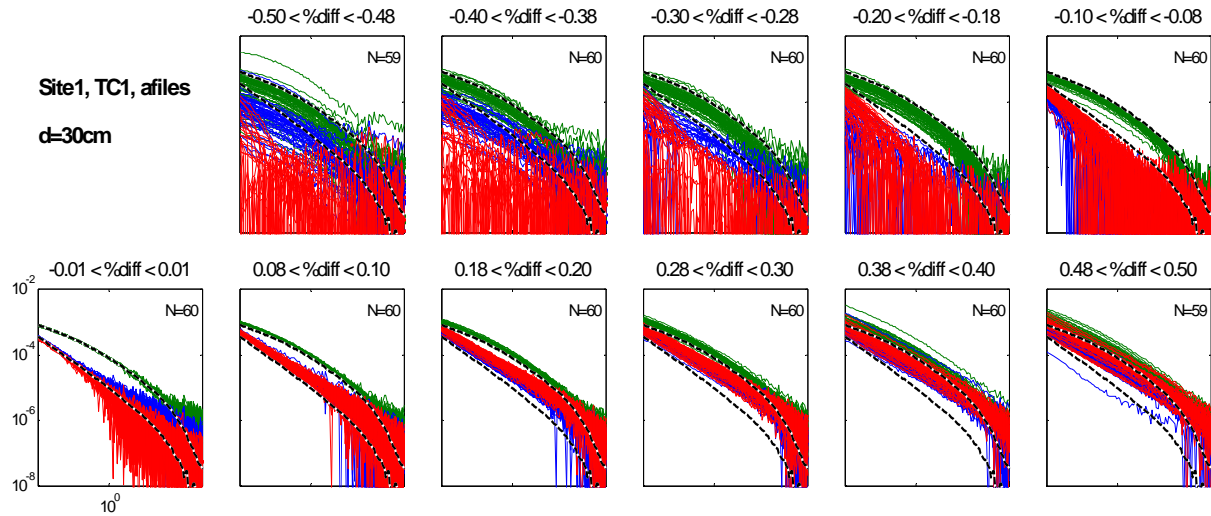 -0.50 < %diff < -0.48
-0.40 < %diff < -0.38
-0.30 < %diff < -0.28
-0.20 < %diff < -0.18
-0.10 < %diff < -0.08
N=59
N=60
N=60
N=60
N=60
Site1, TC1, afiles
d=30cm
-0.01 < %diff < 0.01
0.08 < %diff < 0.10
0.18 < %diff < 0.20
0.28 < %diff < 0.30
0.38 < %diff < 0.40
0.48 < %diff < 0.50
10^-2
N=60
N=60
N=60
N=60
N=60
N=59
10^-4
10^-6
10^-8
10^0